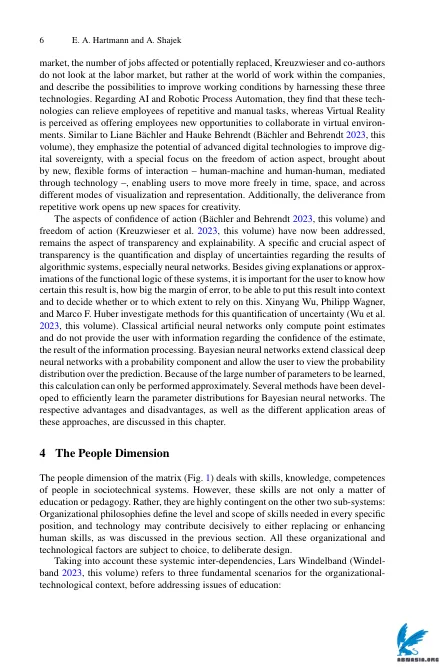 6 E. A. Hartmann and A. Shajek
market, the number of jobs affected or potentially replaced, Kreuzwieser and co-authors
do not look at the labor market, but rather at the world of work within the companies,
and describe the possibilities to improve working conditions by harnessing these three
technologies. Regarding AI and Robotic Process Automation, they find that these tech-
nologies can relieve employees of repetitive and manual tasks, whereas Virtual Reality
is perceived as offering employees new opportunities to collaborate in virtual environ-
ments. Similar to Liane Bächler and Hauke Behrendt (Bächler and Behrendt 2023, this
volume), they emphasize the potential of advanced digital technologies to improve dig-
ital sovereignty, with a special focus on the freedom of action aspect, brought about
by new, flexible forms of interaction – human-machine and human-human, mediated
through technology –, enabling users to move more freely in time, space, and across
different modes of visualization and representation. Additionally, the deliverance from
repetitive work opens up new spaces for creativity.
The aspects of confidence of action (Bächler and Behrendt 2023, this volume) and
freedom of action (Kreuzwieser et al. 2023, this volume) have now been addressed,
remains the aspect of transparency and explainability. A specific and crucial aspect of
transparency is the quantification and display of uncertainties regarding the results of
algorithmic systems, especially neural networks. Besides giving explanations or approx-
imations of the functional logic of these systems, it is important for the user to know how
certain this result is, how big the margin of error, to be able to put this result into context
and to decide whether or to which extent to rely on this. Xinyang Wu, Philipp Wagner,
and Marco F. Huber investigate methods for this quantification of uncertainty (Wu et al.
2023, this volume). Classical artificial neural networks only compute point estimates
and do not provide the user with information regarding the confidence of the estimate,
the result of the information processing. Bayesian neural networks extend classical deep
neural networks with a probability component and allow the user to view the probability
distribution over the prediction. Because of the large number of parameters to be learned,
this calculation can only be performed approximately. Several methods have been devel-
oped to efficiently learn the parameter distributions for Bayesian neural networks. The
respective advantages and disadvantages, as well as the different application areas of
these approaches, are discussed in this chapter.
4 The People Dimension
The people dimension of the matrix (Fig. 1) deals with skills, knowledge, competences
of people in sociotechnical systems. However, these skills are not only a matter of
education or pedagogy. Rather, they are highly contingent on the other two sub-systems:
Organizational philosophies define the level and scope of skills needed in every specific
position, and technology may contribute decisively to either replacing or enhancing
human skills, as was discussed in the previous section. All these organizational and
technological factors are subject to choice, to deliberate design.
Taking into account these systemic inter-dependencies, Lars Windelband (Windel-
band 2023, this volume) refers to three fundamental scenarios for the organizational-
technological context, before addressing issues of education: